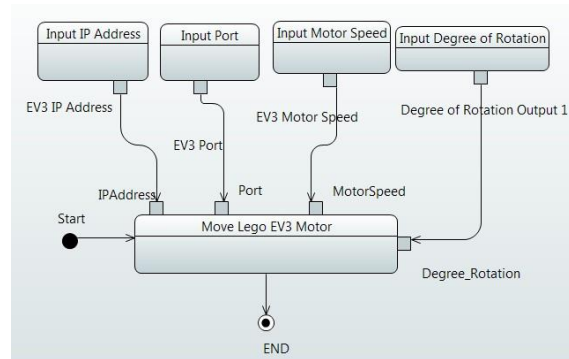 Input IP Address
Input Port
Input Motor Speed
Input Degree of Rotation
EV3 IP Address
EV3 Port
EV3 Motor Speed
Degree of Rotation Output 1
IPAddress
Port
MotorSpeed
Start
Move Lego EV3 Motor
Degree_Rotation
END